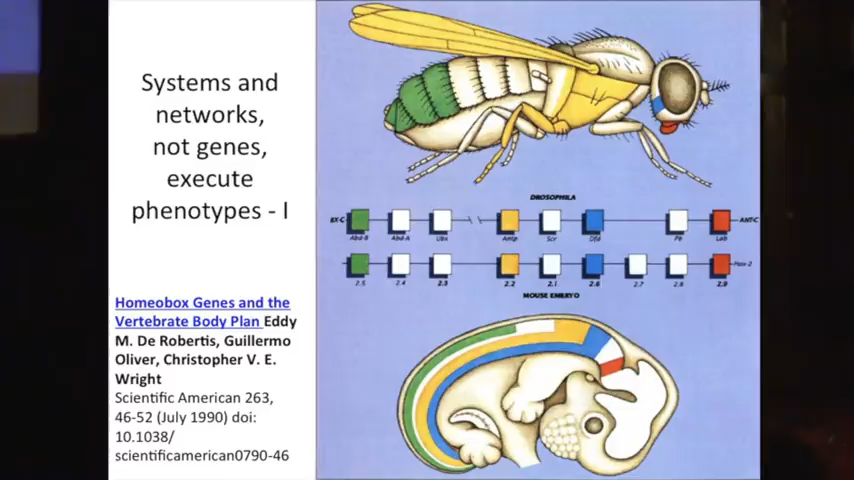 Systems and
networks,
not genes,
execute
phenotypes - I
Homeobox Genes and the
Vertebrate Body Plan Eddy
M. De Robertis, Guillermo
Oliver, Christopher V. E.
Wright
Scientific American 263,
46-52 (July 1990) doi:
10.1038/
scientificamerican0790-46
DROSOPHILA
BX-C ANT-C
Abd-B Abd-A Ubx Antp Scr Dfd Pb Lab
Hox-2
2.5 2.4 2.3 2.2 2.1 2.6 2.7 2.8 2.9
MOUSE EMBRYO